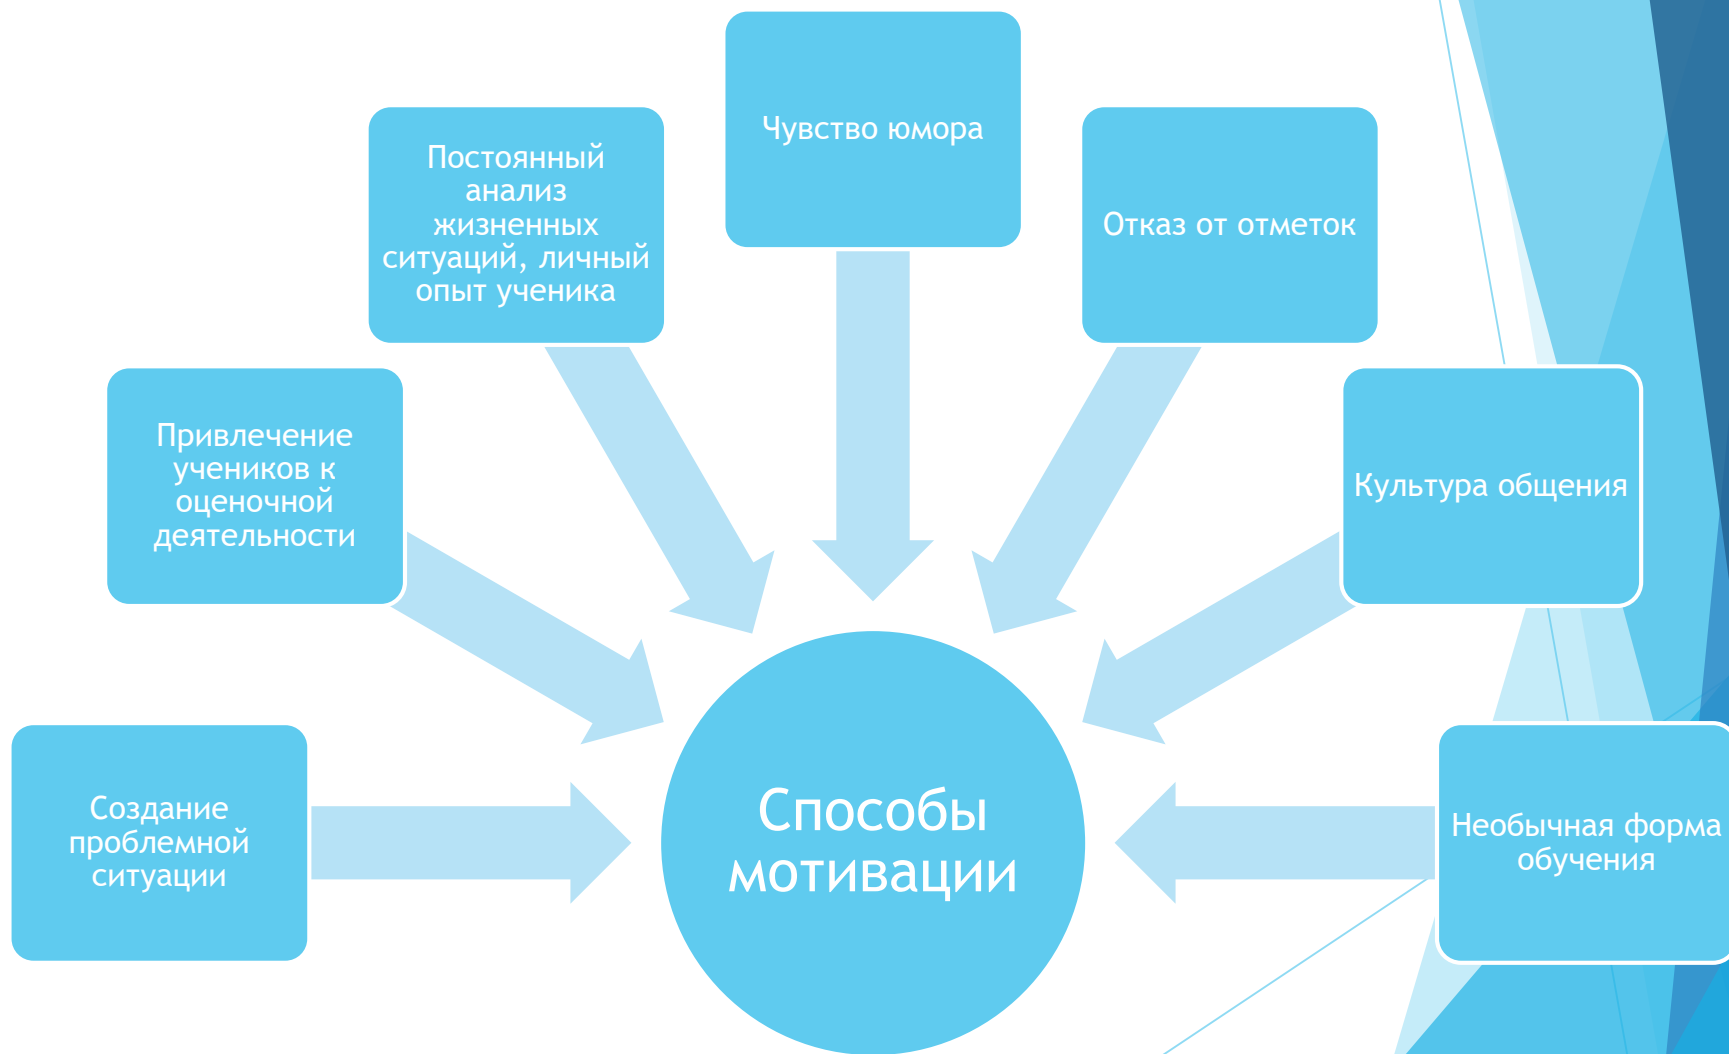 Чувство юмора
Постоянный
анализ
жизненных
ситуаций, личный
опыт ученика
Отказ от отметок
Привлечение
учеников к
оценочной
деятельности
Культура общения
Создание
проблемной
ситуации
Способы
мотивации
Необычная форма
обучения